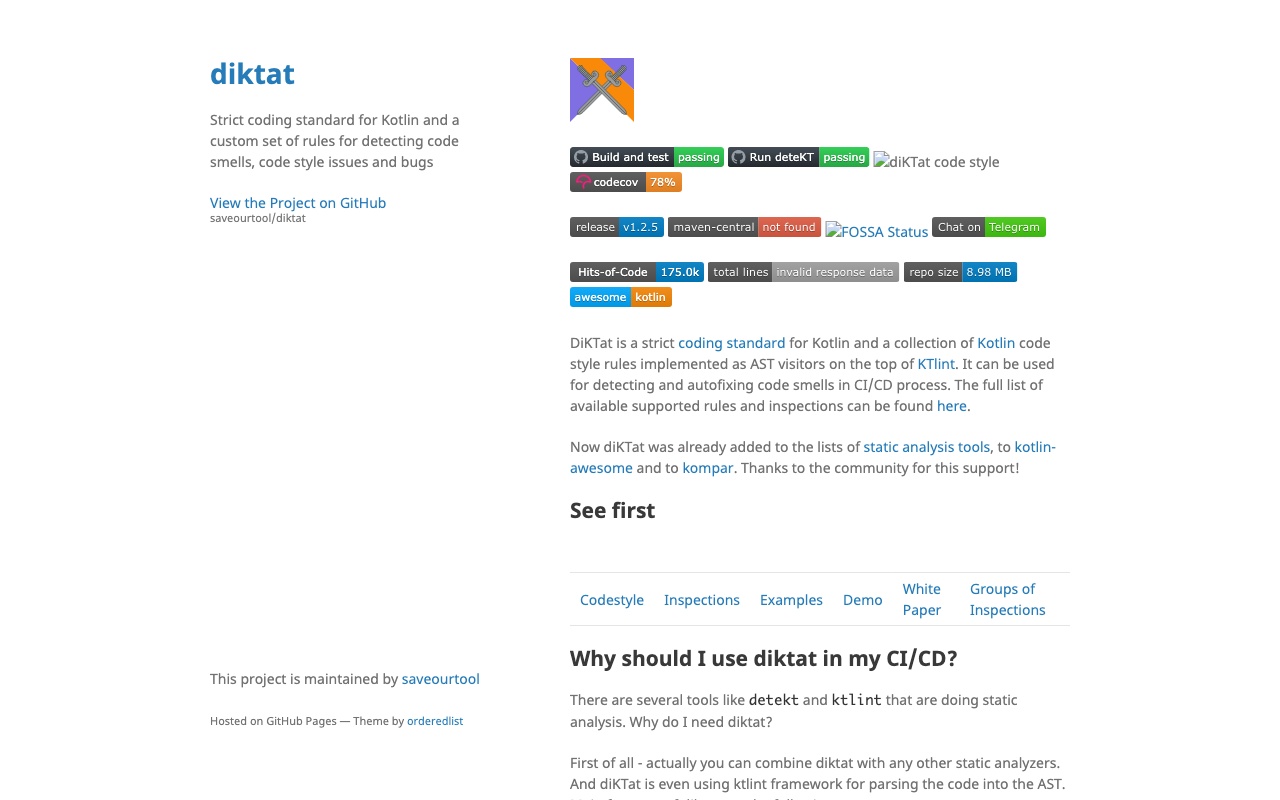 diktat
Strict coding standard for Kotlin and a
custom set of rules for detecting code
smells, code style issues and bugs
View the Project on GitHub
saveourtool/diktat
This project is maintained by saveourtool
Hosted on GitHub Pages — Theme by orderedlist
Build and test passing Run deteKT passing diKTat code style
codecov 78%
release v1.2.5 maven-central not found FOSSA Status Chat on Telegram
Hits-of-Code 175.0k total lines invalid response data repo size 8.98 MB
awesome kotlin
DiKTat is a strict coding standard for Kotlin and a collection of Kotlin code
style rules implemented as AST visitors on the top of KTlint. It can be used
for detecting and autofixing code smells in CI/CD process. The full list of
available supported rules and inspections can be found here.
Now diKTat was already added to the lists of static analysis tools, to kotlin-
awesome and to kompar. Thanks to the community for this support!
See first
Codestyle Inspections Examples Demo White Paper Groups of Inspections
Why should I use diktat in my CI/CD?
There are several tools like detekt and ktlint that are doing static
analysis. Why do I need diktat?
First of all - actually you can combine diktat with any other static analyzers.
And diKTat is even using ktlint framework for parsing the code into the AST.